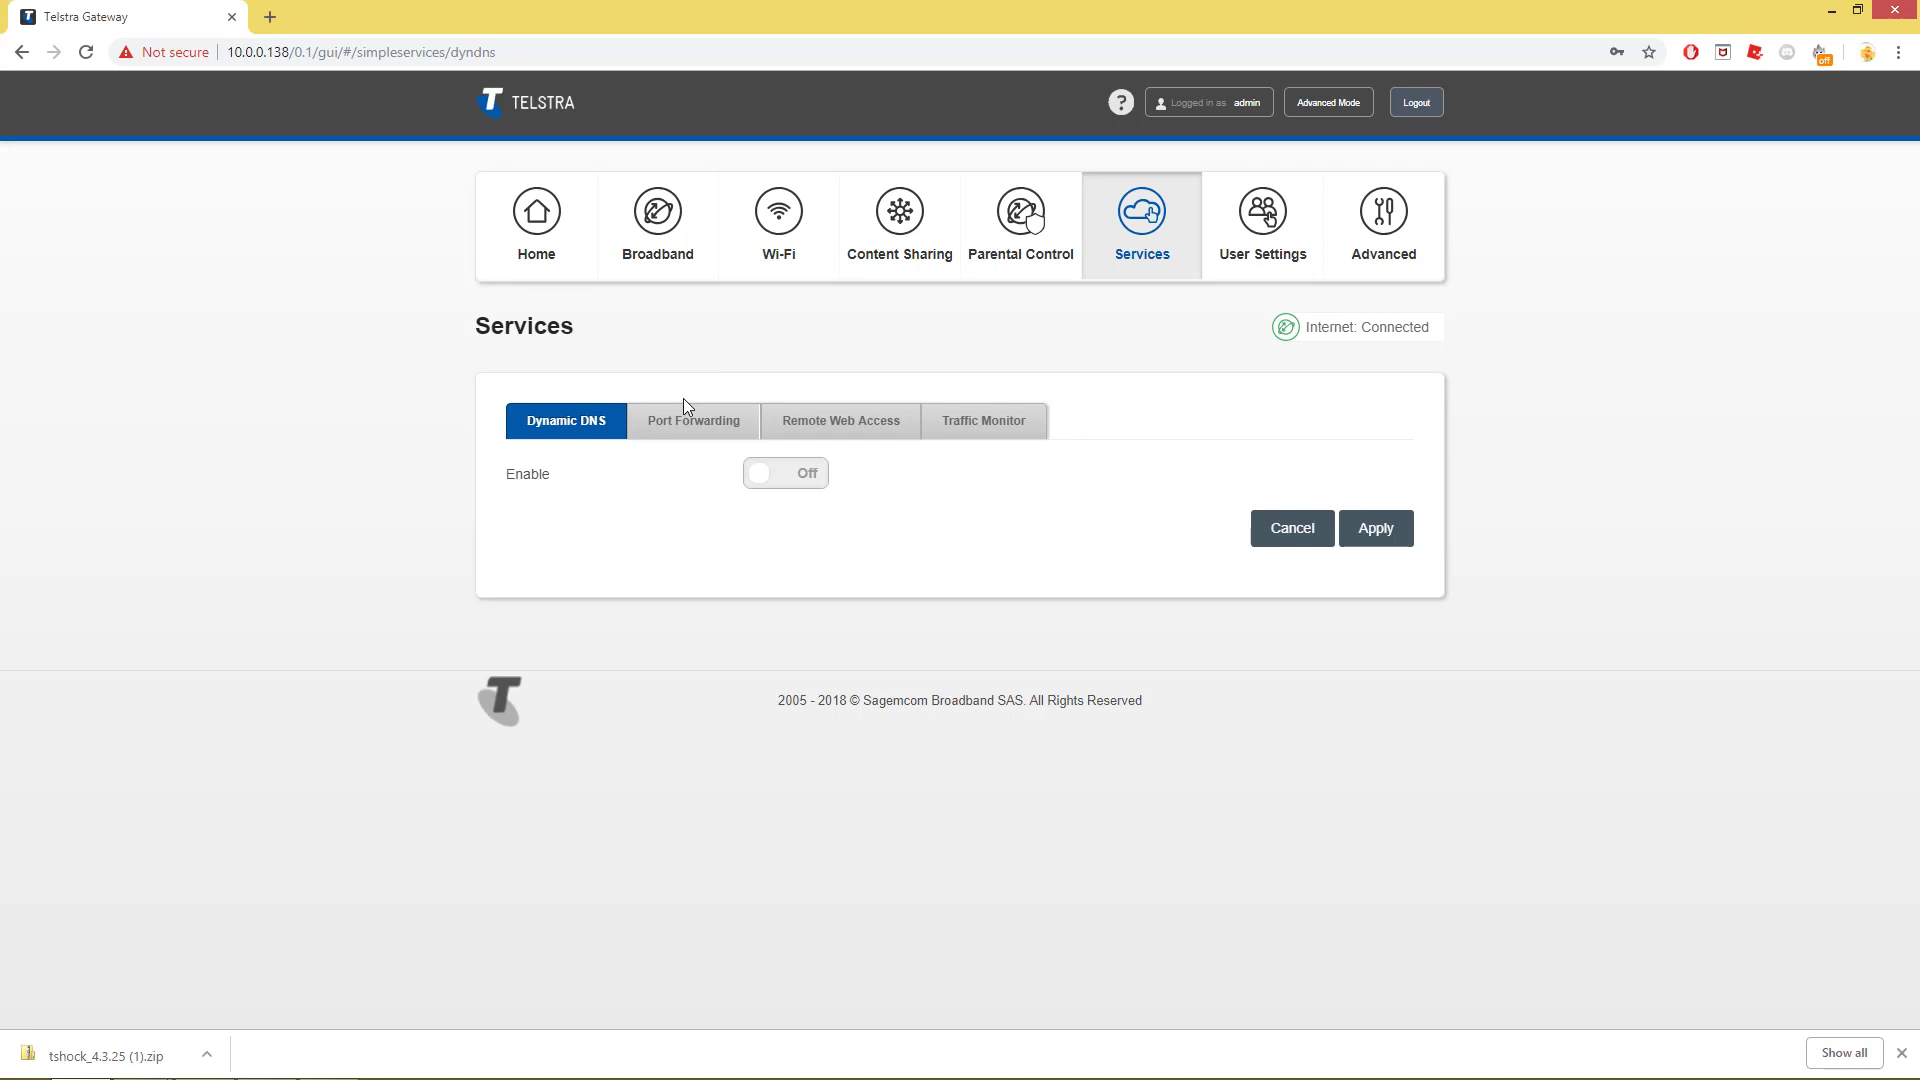 Telstra Gateway
Not secure 10.0.0.138/0.1/gui/#/simpleservices/dyndns
off
TELSTRA
? Logged in as admin Advanced Mode Logout
Home Broadband Wi-Fi Content Sharing Parental Control Services User Settings Advanced
Services
Internet: Connected
Dynamic DNS Port Forwarding Remote Web Access Traffic Monitor
Enable Off
Cancel Apply
2005 - 2018 © Sagemcom Broadband SAS. All Rights Reserved
tshock_4.3.25 (1).zip Show all